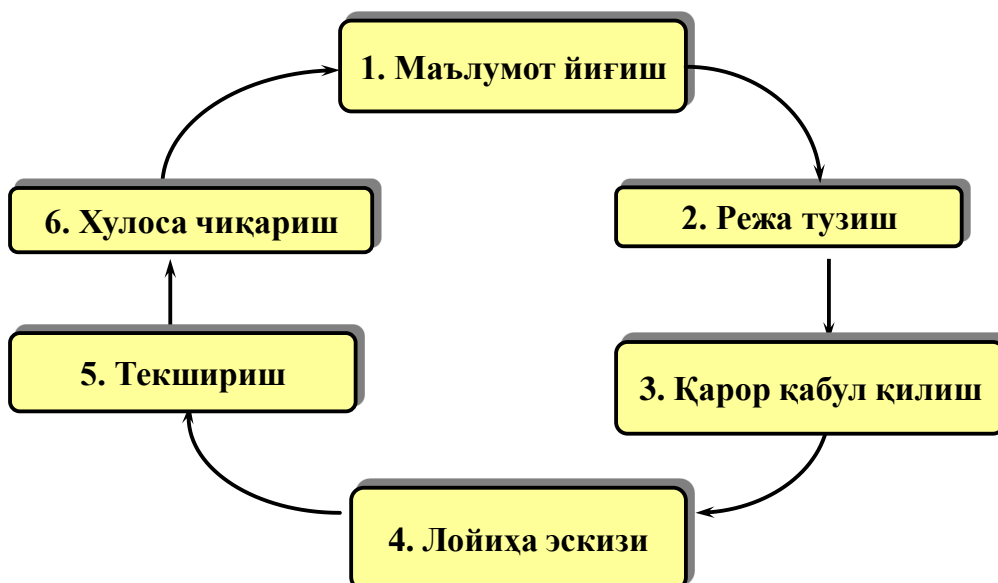 1. Маълумот йиғиш
2. Режа тузиш
3. Қарор қабул қилиш
4. Лойиҳа эскизи
5. Текшириш
6. Хулоса чиқариш